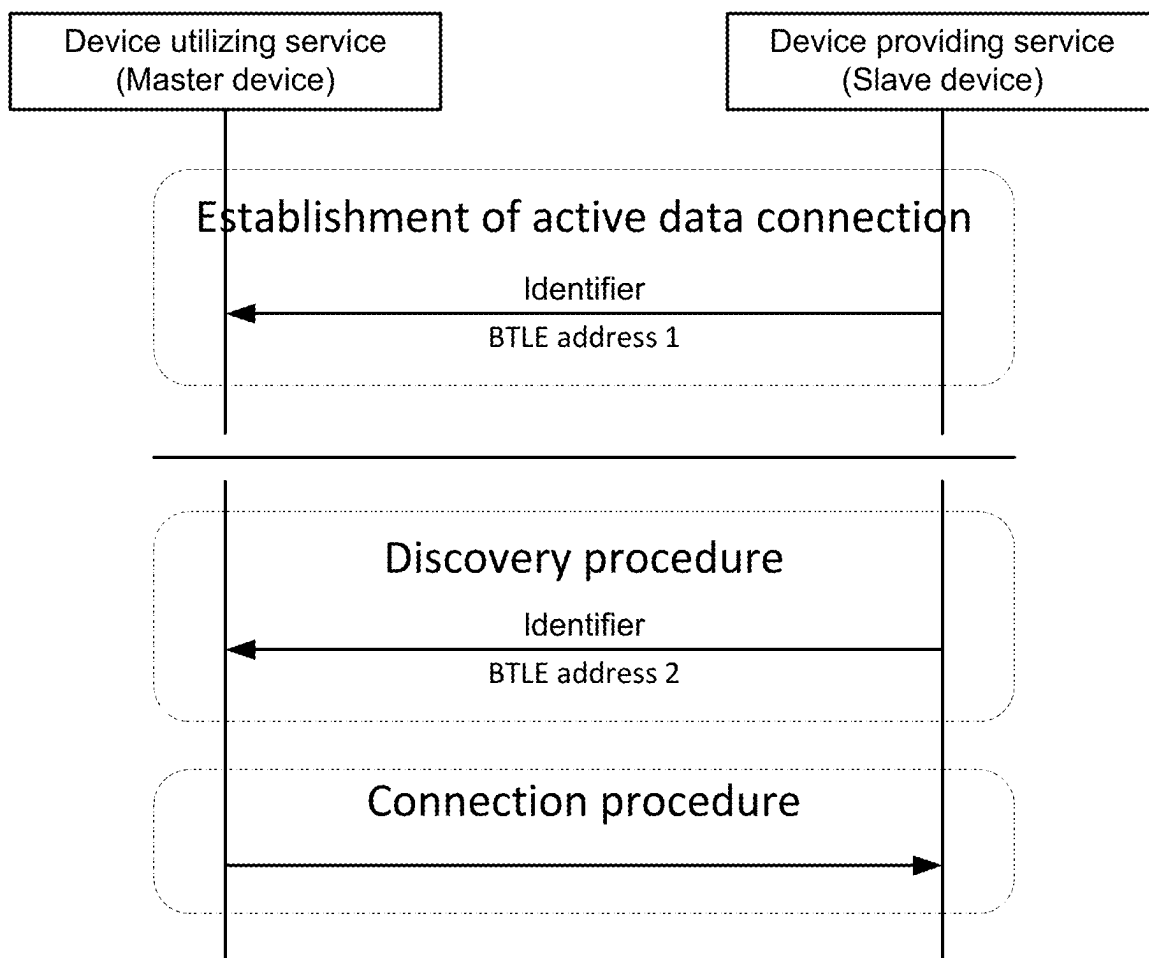 Device utilizing service
(Master device)
Device providing service
(Slave device)
Establishment of active data connection
Identifier
BTLE address 1
Discovery procedure
Identifier
BTLE address 2
Connection procedure